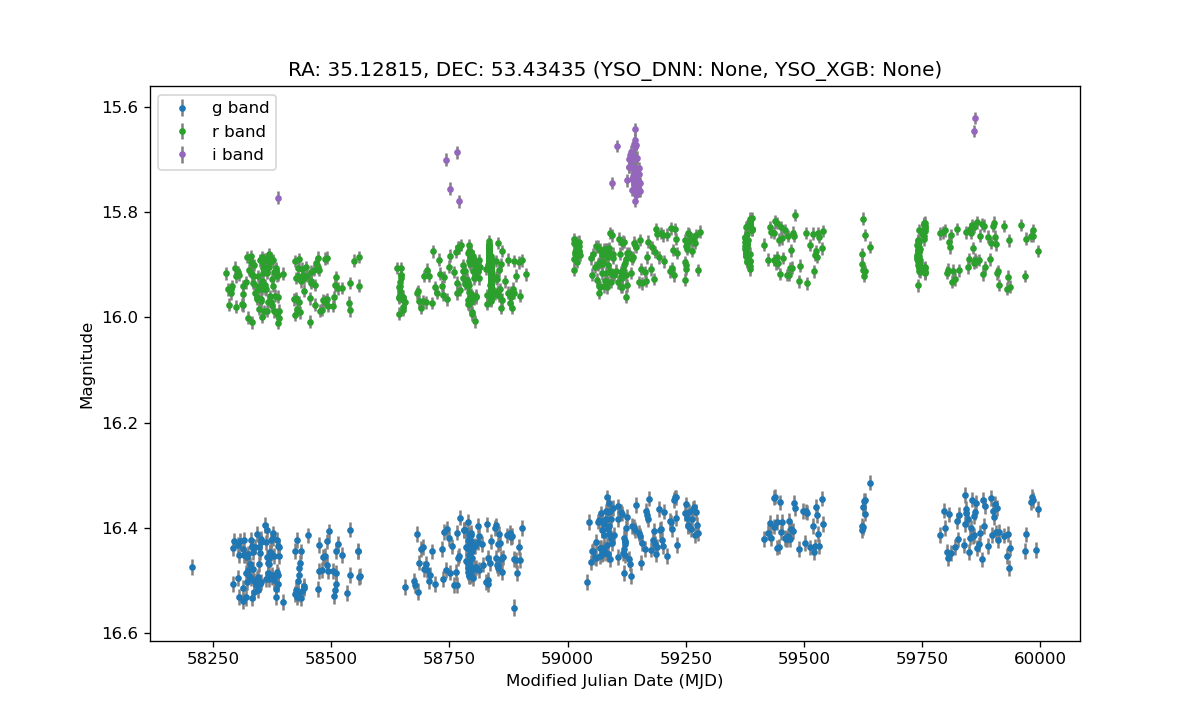 RA: 35.12815, DEC: 53.43435 (YSO_DNN: None, YSO_XGB: None)
g band
r band
i band
15.6
15.8
16.0
16.2
16.4
16.6
Magnitude
58250 58500 58750 59000 59250 59500 59750 60000
Modified Julian Date (MJD)